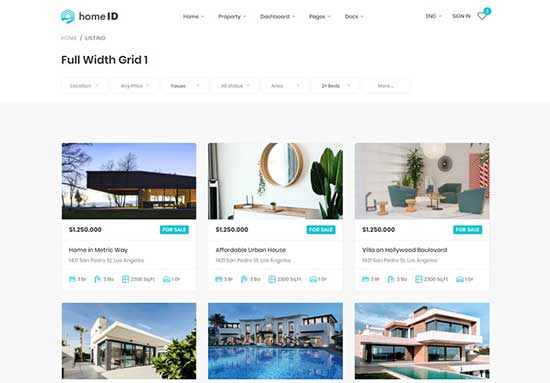 homeID
Home Property Dashboard Pages Docs ENG SIGN IN 1
HOME / LISTING
Full Width Grid 1
Location Any Price house All status Area 2+ Beds More ...
$1.250.000 FOR SALE $1.250.000 FOR SALE $1.250.000 FOR SALE
Home in Metric Way Affordable Urban House Villa on Hollywood Boulevard
1421 San Pedro St, Los Angeles 1421 San Pedro St, Los Angeles 1421 San Pedro St, Los Angeles
3 Br 3 Ba 2300 Sq.Ft 1 Gr 3 Br 3 Ba 2300 Sq.Ft 1 Gr 3 Br 3 Ba 2300 Sq.Ft 1 Gr